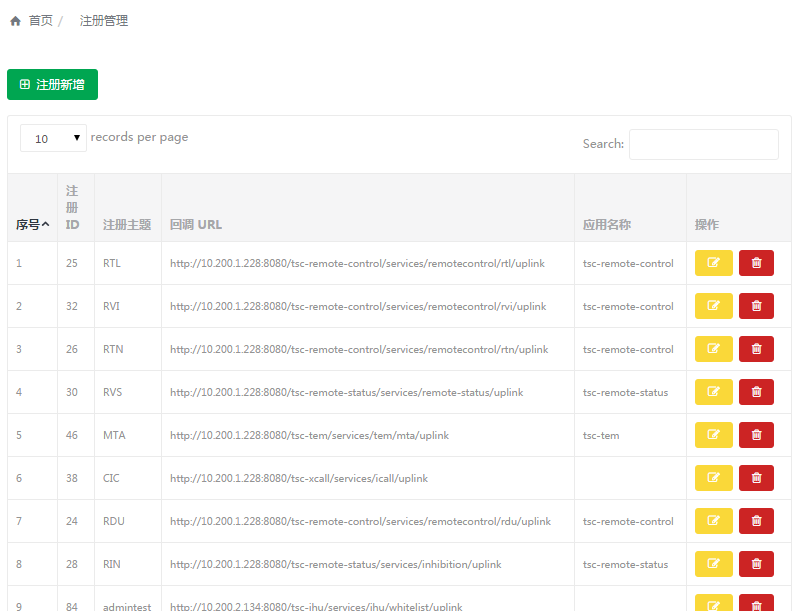 首页 / 注册管理
注册新增
10 records per page Search:
序号 注册ID 注册主题 回调 URL 应用名称 操作
1 25 RTL http://10.200.1.228:8080/tsc-remote-control/services/remotecontrol/rtl/uplink tsc-remote-control
2 32 RVI http://10.200.1.228:8080/tsc-remote-control/services/remotecontrol/rvi/uplink tsc-remote-control
3 26 RTN http://10.200.1.228:8080/tsc-remote-control/services/remotecontrol/rtn/uplink tsc-remote-control
4 30 RVS http://10.200.1.228:8080/tsc-remote-status/services/remote-status/uplink tsc-remote-status
5 46 MTA http://10.200.1.228:8080/tsc-tem/services/tem/mta/uplink tsc-tem
6 38 CIC http://10.200.1.228:8080/tsc-xcall/services/icall/uplink
7 24 RDU http://10.200.1.228:8080/tsc-remote-control/services/remotecontrol/rdu/uplink tsc-remote-control
8 28 RIN http://10.200.1.228:8080/tsc-remote-status/services/inhibition/uplink tsc-remote-status
9 84 admintest http://10.200.2.134:8080/tsc-ihu/services/ihu/whitelist/uplink